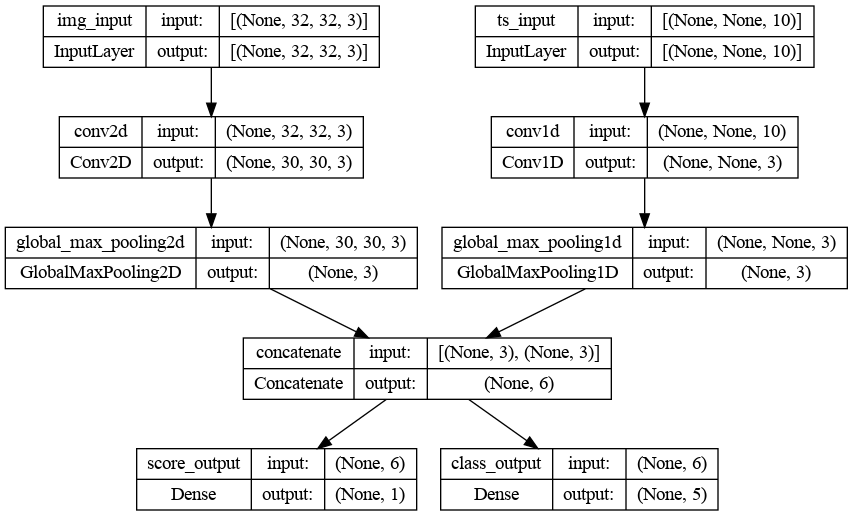 img_input input: [(None, 32, 32, 3)]
InputLayer output: [(None, 32, 32, 3)]
ts_input input: [(None, None, 10)]
InputLayer output: [(None, None, 10)]
conv2d input: (None, 32, 32, 3)
Conv2D output: (None, 30, 30, 3)
conv1d input: (None, None, 10)
Conv1D output: (None, None, 3)
global_max_pooling2d input: (None, 30, 30, 3)
GlobalMaxPooling2D output: (None, 3)
global_max_pooling1d input: (None, None, 3)
GlobalMaxPooling1D output: (None, 3)
concatenate input: [(None, 3), (None, 3)]
Concatenate output: (None, 6)
score_output input: (None, 6)
Dense output: (None, 1)
class_output input: (None, 6)
Dense output: (None, 5)